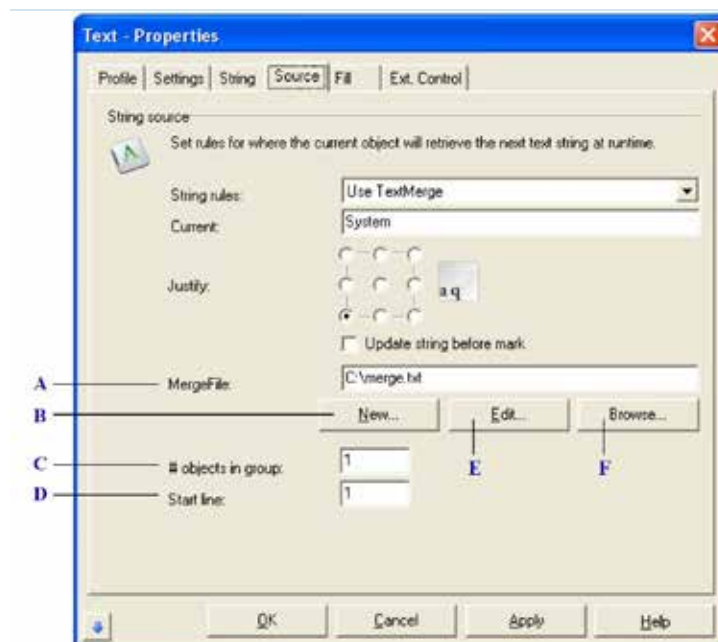 Text - Properties
Profile Settings String Source Fill Ext. Control
String source
A
Set rules for where the current object will retrieve the next text string at runtime.
String rules: Use TextMerge
Current: System
Justify: a q
Update string before mark
A MergeFile: C:\merge.txt
B New... Edit... Browse...
C # objects in group: 1
E F
D Start line: 1
OK Cancel Apply Help